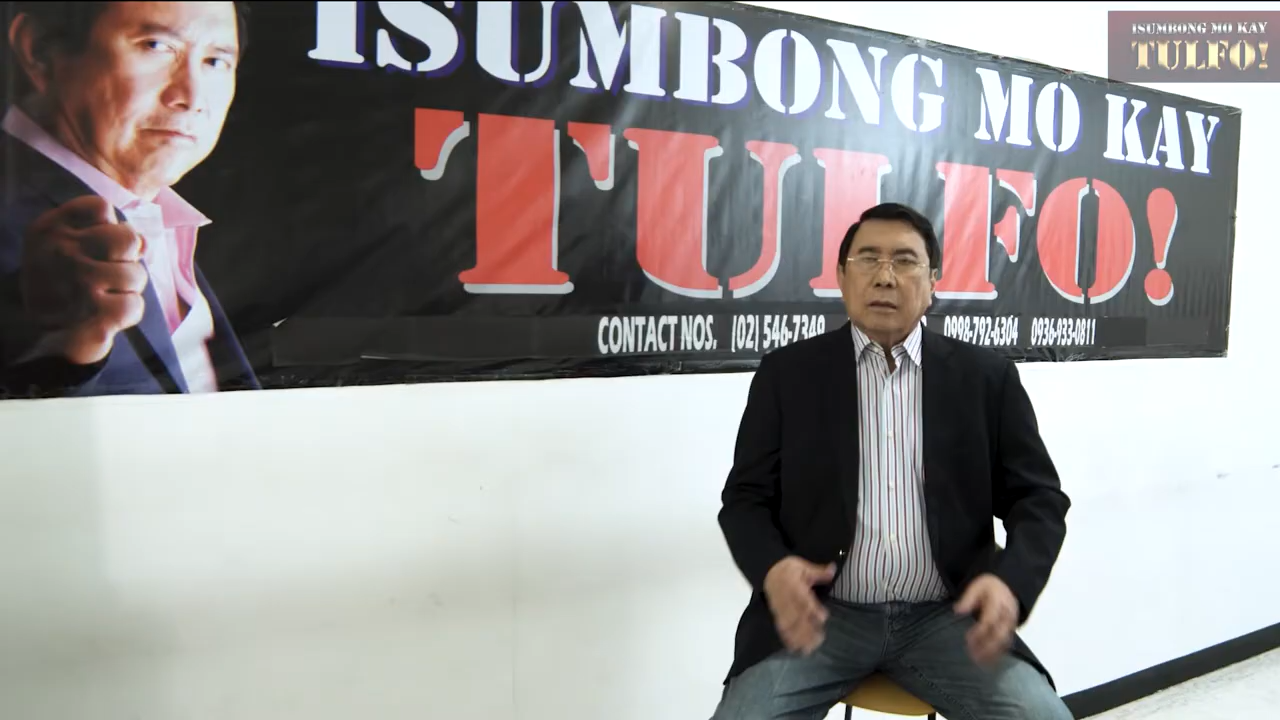 ISUMBONG MO KAY
TULFO!
ISUMBONG MO KAY
TULFO!
CONTACT NOS. (02) 546-7349 0998-792-6304 0936-933-0811